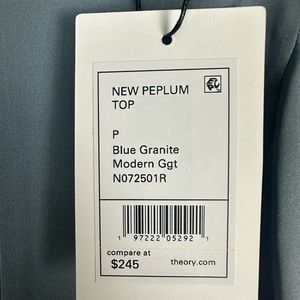 NEW PEPLUM
TOP
P
Blue Granite
Modern Ggt
N072501R
1 97222 05292 1
compare at
$245
theory.com